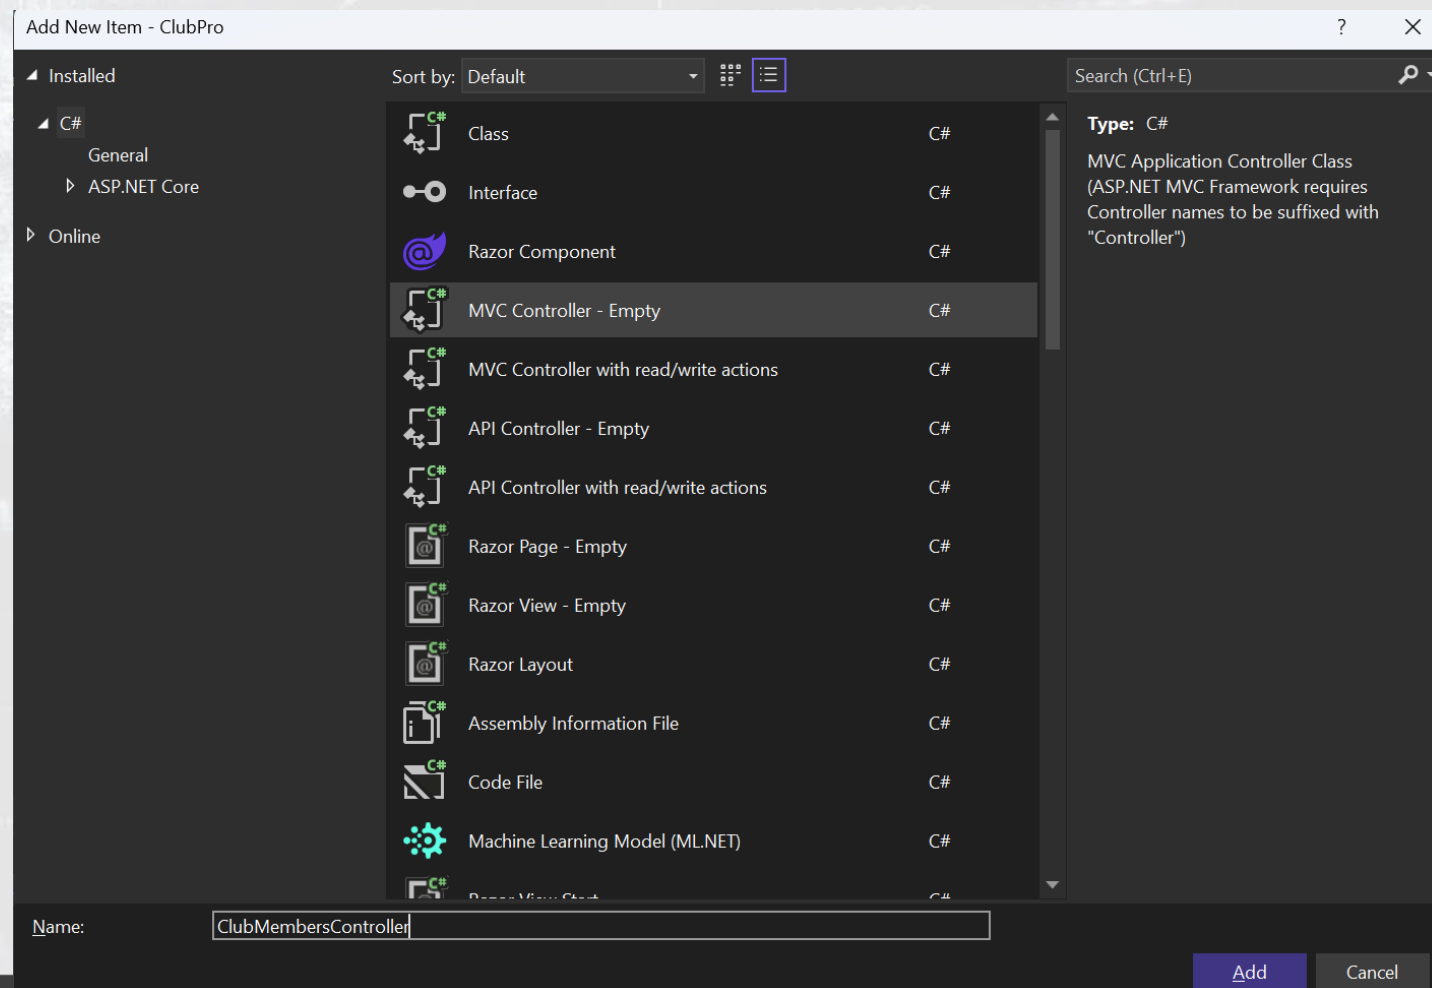 Add New Item - ClubPro
?
Installed
C#
General
ASP.NET Core
Online
Sort by: Default
Search (Ctrl+E)
Class C#
Interface C#
Razor Component C#
MVC Controller - Empty C#
MVC Controller with read/write actions C#
API Controller - Empty C#
API Controller with read/write actions C#
Razor Page - Empty C#
Razor View - Empty C#
Razor Layout C#
Assembly Information File C#
Code File C#
Machine Learning Model (ML.NET) C#
Razor View Start C#
Type: C#
MVC Application Controller Class
(ASP.NET MVC Framework requires
Controller names to be suffixed with
"Controller")
Name: ClubMembersController
Add Cancel